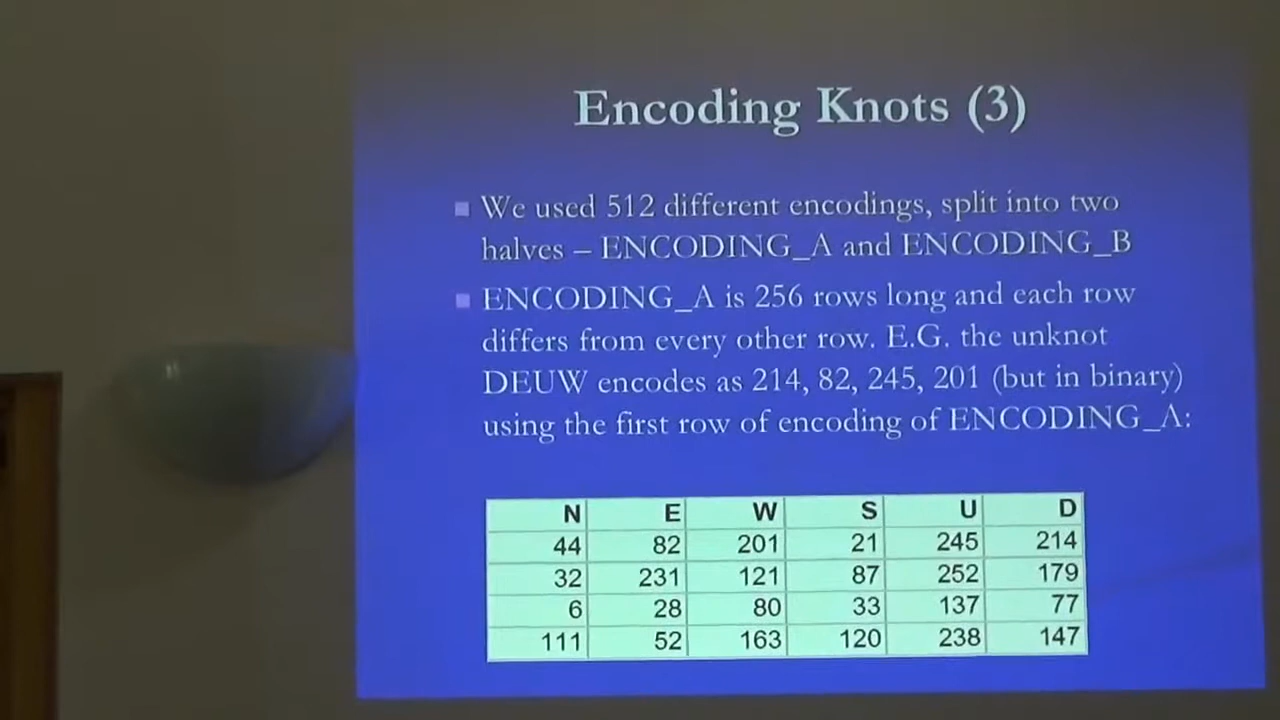 Encoding Knots (3)
We used 512 different encodings, split into two
halves – ENCODING_A and ENCODING_B
ENCODING_A is 256 rows long and each row
differs from every other row. E.G. the unknot
DEUW encodes as 214, 82, 245, 201 (but in binary)
using the first row of encoding of ENCODING_A:
N E W S U D
44 82 201 21 245 214
32 231 121 87 252 179
6 28 80 33 137 77
111 52 163 120 238 147